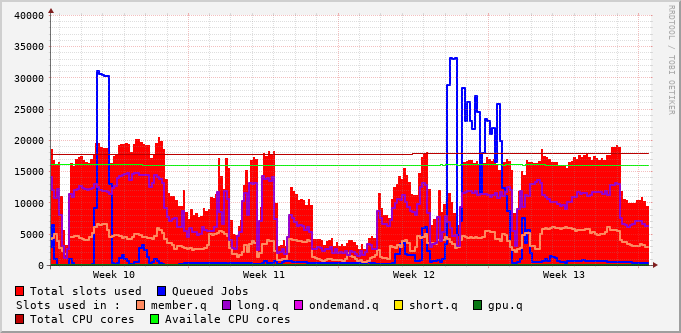 40000
35000
30000
25000
20000
15000
10000
5000
0
Week 10 Week 11 Week 12 Week 13
RRDTOOL / TOBI OETIKER
Total slots used Queued Jobs
Slots used in : member.q long.q ondemand.q short.q gpu.q
Total CPU cores Availale CPU cores